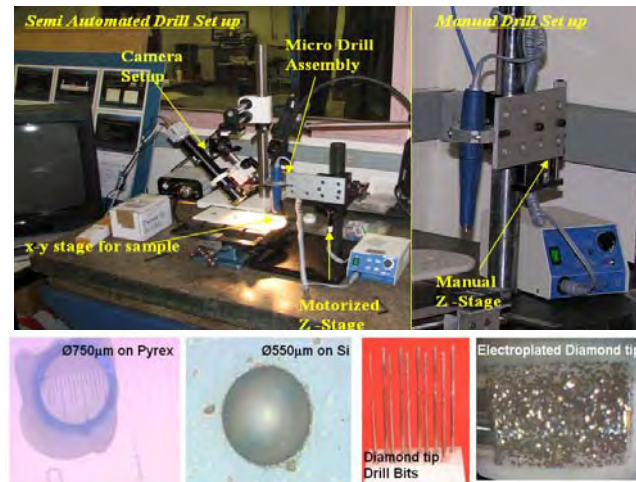 Semi Automated Drill Set up
Camera
Setup
Micro Drill
Assembly
x-y stage for sample
Motorized
Z -Stage
Manual Drill Set up
Manual
Z-Stage
Ø750µm on Pyrex
Ø550µm on Si
Diamond tip
Drill Bits
Electroplated Diamond tip